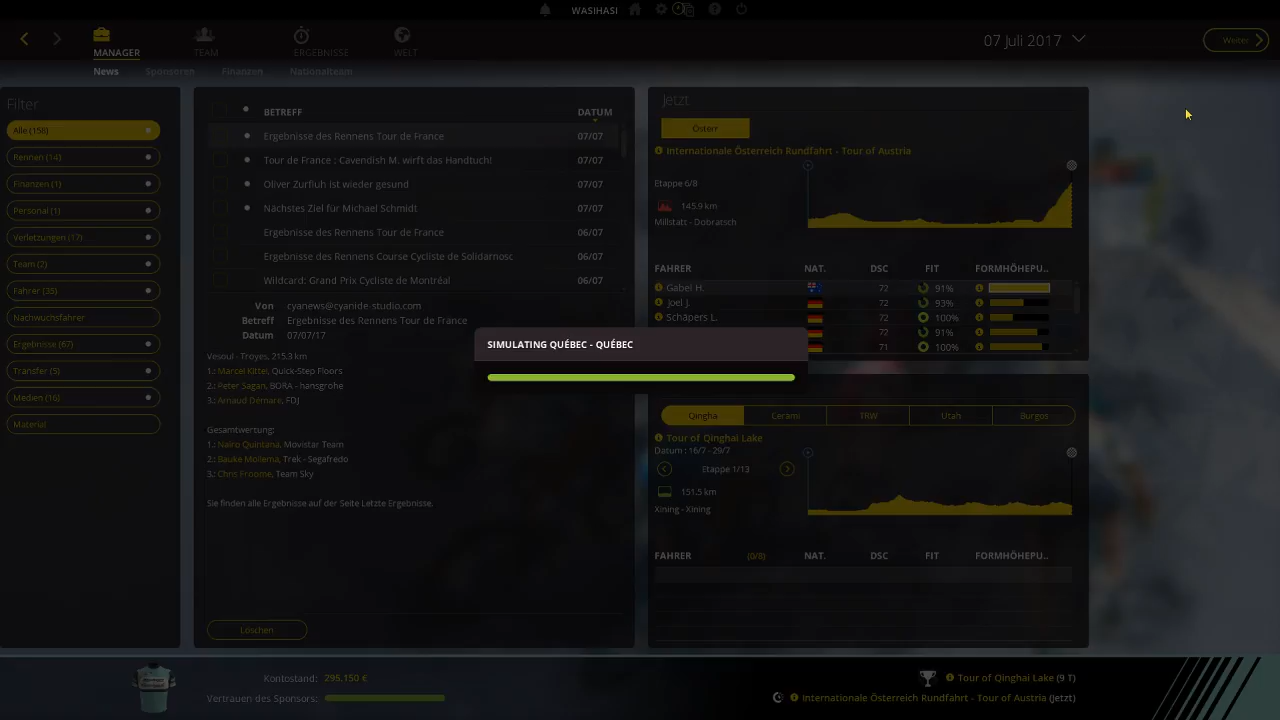 WASIHASI
MANAGER
TEAM
ERGEBNISSE
WELT
07 Juli 2017
Weiter
News
Sponsoren
Finanzen
Nationalteam
Filter
Alle (150)
Rennen (14)
Finanzen (1)
Personal (1)
Verletzungen (17)
Team (2)
Fahrer (35)
Nachwuchsfahrer
Ergebnisse (67)
Transfer (5)
Medien (16)
Material
BETREFF DATUM
Ergebnisse des Rennens Tour de France 07/07
Tour de France : Cavendish M. wirft das Handtuch! 07/07
Oliver Zurfluh ist wieder gesund 07/07
Nächstes Ziel für Michael Schmidt 07/07
Ergebnisse des Rennens Tour de France 06/07
Ergebnisse des Rennens Course Cycliste de Solidarnosc 06/07
Wildcard: Grand Prix Cycliste de Montréal 06/07
Von cyanews@cyanide-studio.com
Betreff Ergebnisse des Rennens Tour de France
Datum 07/07/17
Vesoul - Troyes, 215.3 km
1.: Marcel Kittel, Quick-Step Floors
2.: Peter Sagan, BORA - hansgrohe
3.: Arnaud Démare, FDJ
Gesamtwertung:
1.: Nairo Quintana, Movistar Team
2.: Bauke Mollema, Trek - Segafredo
3.: Chris Froome, Team Sky
Sie finden alle Ergebnisse auf der Seite Letzte Ergebnisse.
Löschen
SIMULATING QUÉBEC - QUÉBEC
Jetzt
Österr
Internationale Österreich Rundfahrt - Tour of Austria
Etappe 6/8
145.9 km
Millstatt - Dobratsch
FAHRER NAT. DSC FIT FORMHÖHEPU..
Gabel H. 72 91%
Joel J. 72 93%
Schäpers L. 72 100%
72 91%
71 100%
Qingha Cerami TRW Utah Burgos
Tour of Qinghai Lake
Datum : 16/7 - 29/7
Etappe 1/13
151.5 km
Xining - Xining
FAHRER (0/8) NAT. DSC FIT FORMHÖHEPU..
Kontostand: 295,150 €
Vertrauen des Sponsors:
Tour of Qinghai Lake (9 T)
Internationale Österreich Rundfahrt - Tour of Austria (Jetzt)